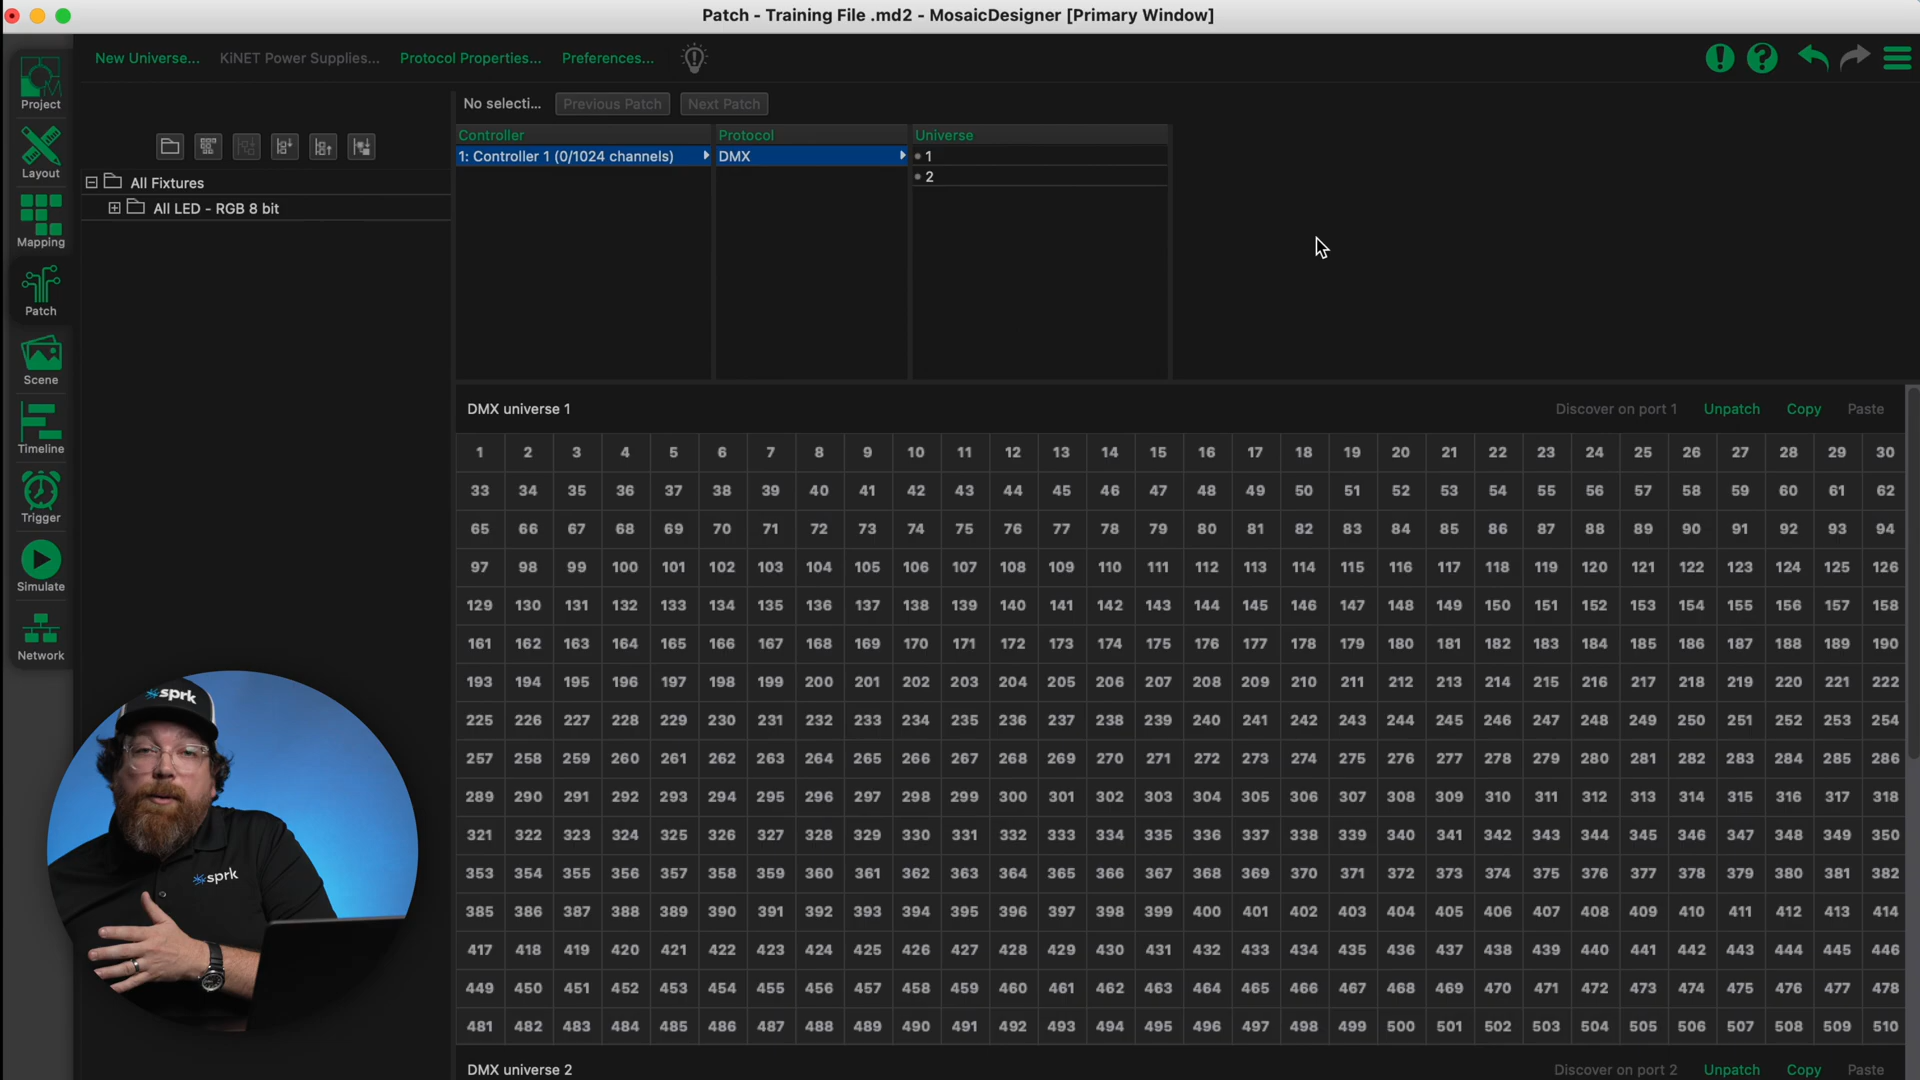 Patch - Training File .md2 - MosaicDesigner [Primary Window]
New Universe... KiNET Power Supplies... Protocol Properties... Preferences...
Project
Layout
Mapping
Patch
Scene
Timeline
Trigger
Simulate
Network
All Fixtures
All LED - RGB 8 bit
No selecti... Previous Patch Next Patch
Controller Protocol Universe
1: Controller 1 (0/1024 channels) DMX 1
2
DMX universe 1 Discover on port 1 Unpatch Copy Paste
1 2 3 4 5 6 7 8 9 10 11 12 13 14 15 16 17 18 19 20 21 22 23 24 25 26 27 28 29 30
33 34 35 36 37 38 39 40 41 42 43 44 45 46 47 48 49 50 51 52 53 54 55 56 57 58 59 60 61 62
65 66 67 68 69 70 71 72 73 74 75 76 77 78 79 80 81 82 83 84 85 86 87 88 89 90 91 92 93 94
97 98 99 100 101 102 103 104 105 106 107 108 109 110 111 112 113 114 115 116 117 118 119 120 121 122 123 124 125 126
129 130 131 132 133 134 135 136 137 138 139 140 141 142 143 144 145 146 147 148 149 150 151 152 153 154 155 156 157 158
161 162 163 164 165 166 167 168 169 170 171 172 173 174 175 176 177 178 179 180 181 182 183 184 185 186 187 188 189 190
193 194 195 196 197 198 199 200 201 202 203 204 205 206 207 208 209 210 211 212 213 214 215 216 217 218 219 220 221 222
225 226 227 228 229 230 231 232 233 234 235 236 237 238 239 240 241 242 243 244 245 246 247 248 249 250 251 252 253 254
257 258 259 260 261 262 263 264 265 266 267 268 269 270 271 272 273 274 275 276 277 278 279 280 281 282 283 284 285 286
289 290 291 292 293 294 295 296 297 298 299 300 301 302 303 304 305 306 307 308 309 310 311 312 313 314 315 316 317 318
321 322 323 324 325 326 327 328 329 330 331 332 333 334 335 336 337 338 339 340 341 342 343 344 345 346 347 348 349 350
353 354 355 356 357 358 359 360 361 362 363 364 365 366 367 368 369 370 371 372 373 374 375 376 377 378 379 380 381 382
385 386 387 388 389 390 391 392 393 394 395 396 397 398 399 400 401 402 403 404 405 406 407 408 409 410 411 412 413 414
417 418 419 420 421 422 423 424 425 426 427 428 429 430 431 432 433 434 435 436 437 438 439 440 441 442 443 444 445 446
449 450 451 452 453 454 455 456 457 458 459 460 461 462 463 464 465 466 467 468 469 470 471 472 473 474 475 476 477 478
481 482 483 484 485 486 487 488 489 490 491 492 493 494 495 496 497 498 499 500 501 502 503 504 505 506 507 508 509 510
DMX universe 2 Discover on port 2 Unpatch Copy Paste
sprk
sprk